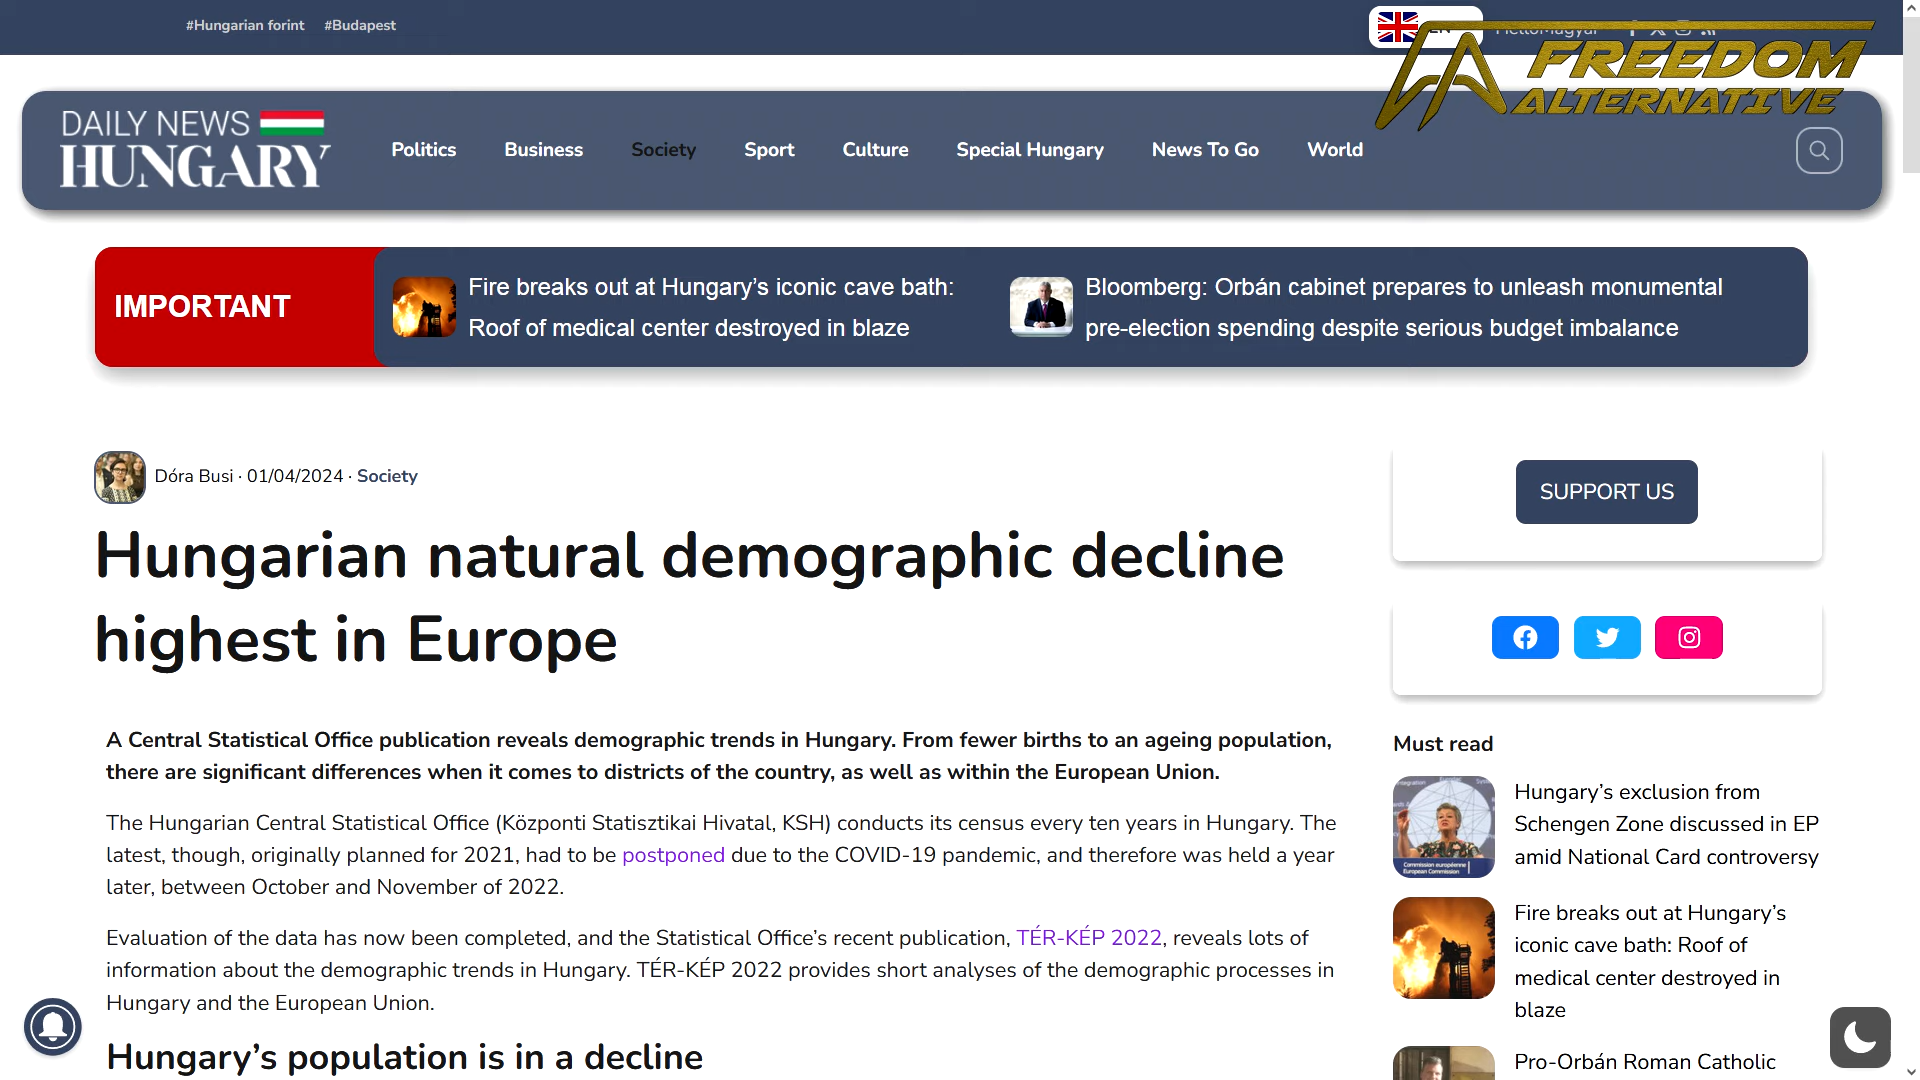 #Hungarian forint #Budapest
FREEDOM
ALTERNATIVE
DAILY NEWS
HUNGARY
Politics Business Society Sport Culture Special Hungary News To Go World
IMPORTANT
Fire breaks out at Hungary’s iconic cave bath:
Roof of medical center destroyed in blaze
Bloomberg: Orbán cabinet prepares to unleash monumental
pre-election spending despite serious budget imbalance
Dóra Busi · 01/04/2024 · Society
Hungarian natural demographic decline
highest in Europe
A Central Statistical Office publication reveals demographic trends in Hungary. From fewer births to an ageing population,
there are significant differences when it comes to districts of the country, as well as within the European Union.
The Hungarian Central Statistical Office (Központi Statisztikai Hivatal, KSH) conducts its census every ten years in Hungary. The
latest, though, originally planned for 2021, had to be postponed due to the COVID-19 pandemic, and therefore was held a year
later, between October and November of 2022.
Evaluation of the data has now been completed, and the Statistical Office’s recent publication, TÉR-KÉP 2022, reveals lots of
information about the demographic trends in Hungary. TÉR-KÉP 2022 provides short analyses of the demographic processes in
Hungary and the European Union.
Hungary’s population is in a decline
SUPPORT US
Must read
Commission européenne
European Commission
Hungary’s exclusion from
Schengen Zone discussed in EP
amid National Card controversy
Fire breaks out at Hungary’s
iconic cave bath: Roof of
medical center destroyed in
blaze
Pro-Orbán Roman Catholic